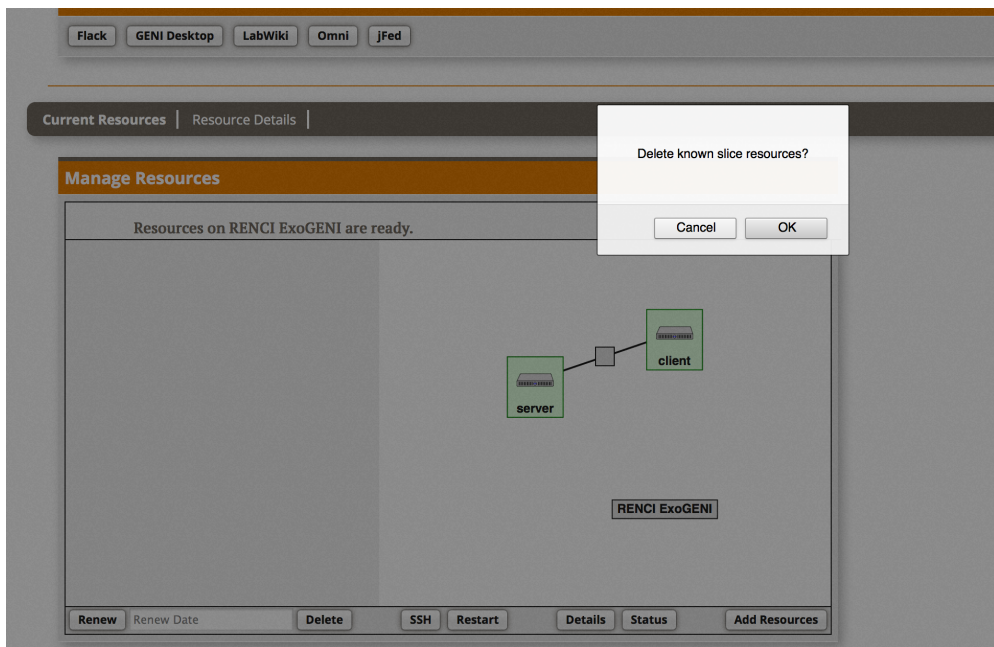 Flack GENI Desktop LabWiki Omni jFed
Current Resources | Resource Details |
Delete known slice resources?
Cancel OK
Manage Resources
Resources on RENCI ExoGENI are ready.
client
server
RENCI ExoGENI
Renew Renew Date Delete SSH Restart Details Status Add Resources